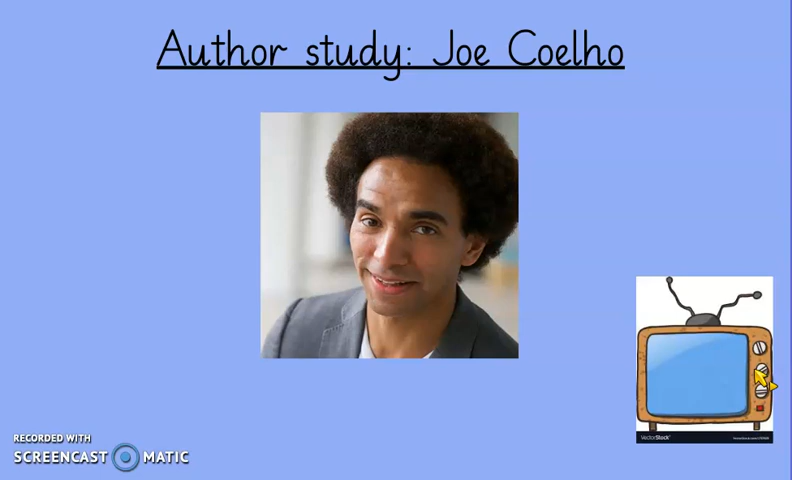 Author study: Joe Coelho
RECORDED WITH
SCREENCAST MATIC
VectorStock®